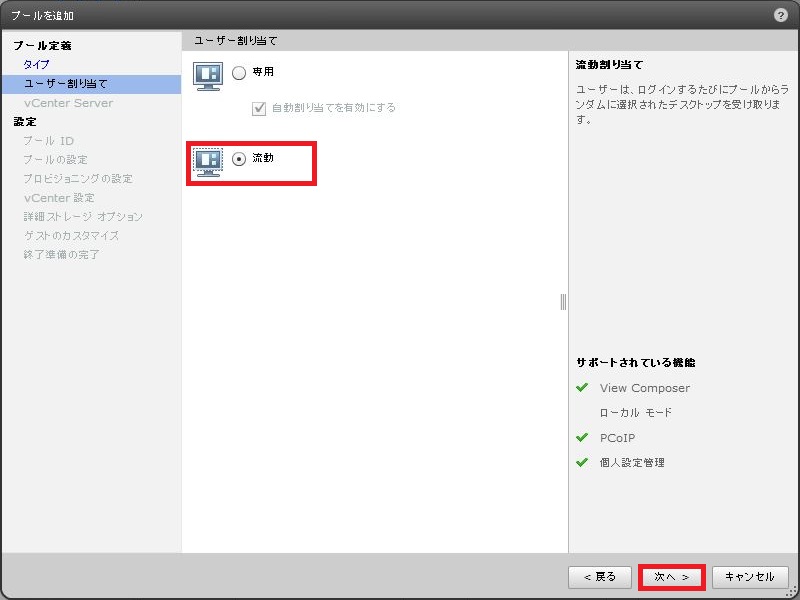 プールを追加
?
プール定義
タイプ
ユーザー割り当て
vCenter Server
設定
プール ID
プールの設定
プロビジョニングの設定
vCenter 設定
詳細ストレージ オプション
ゲストのカスタマイズ
終了準備の完了
ユーザー割り当て
専用
自動割り当てを有効にする
流動
流動割り当て
ユーザーは、ログインするたびにプールからラ
ンダムに選択されたデスクトップを受け取りま
す。
サポートされている機能
View Composer
ローカル モード
PCoIP
個人設定管理
< 戻る
次へ >
キャンセル